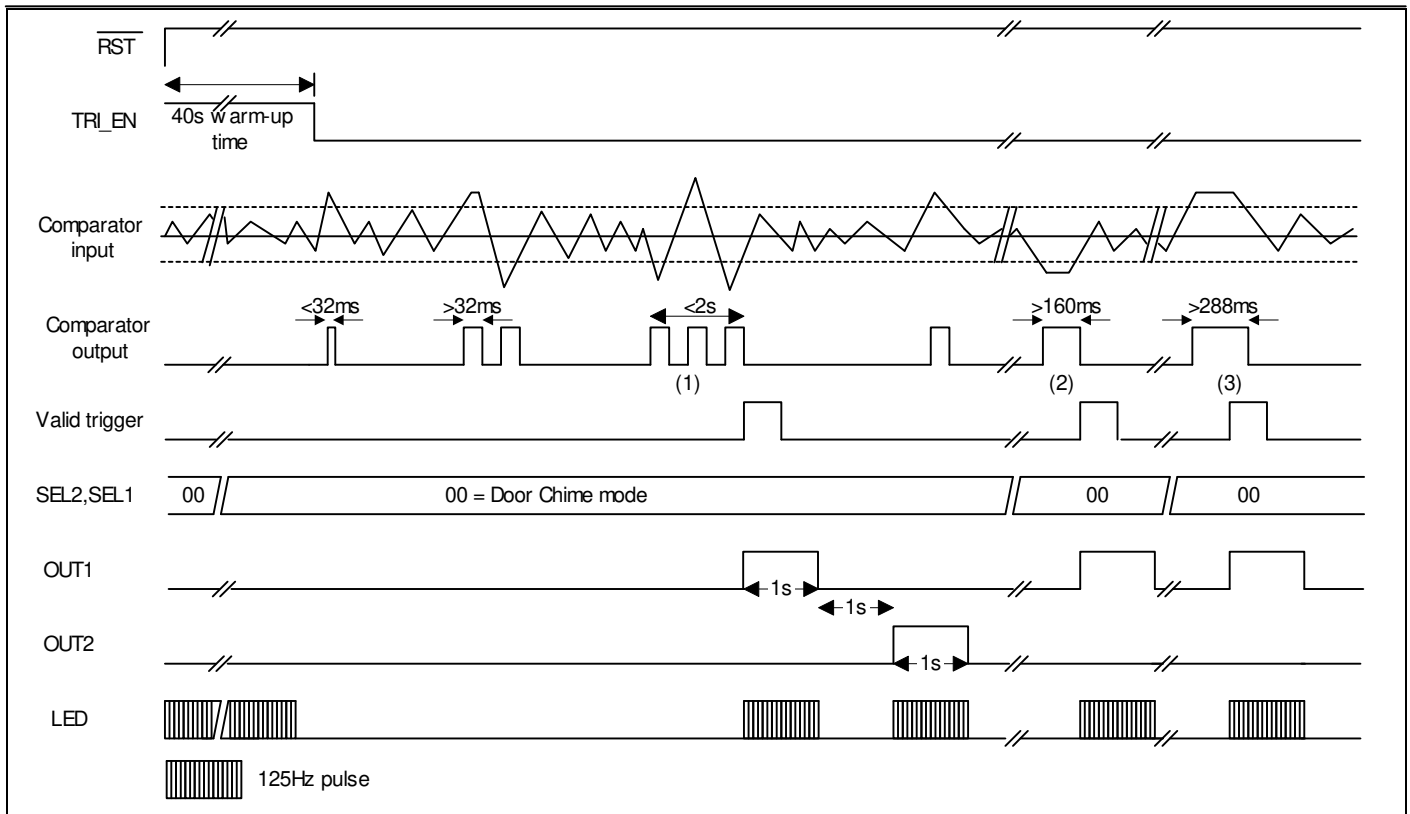 RST
TRI_EN
40s warm-up
time
Comparator
input
Comparator
output
<32ms
>32ms
<2s
>160ms
>288ms
(1)
(2)
(3)
Valid trigger
SEL2,SEL1
00
00 = Door Chime mode
00
00
OUT1
1s
1s
OUT2
1s
LED
125Hz pulse